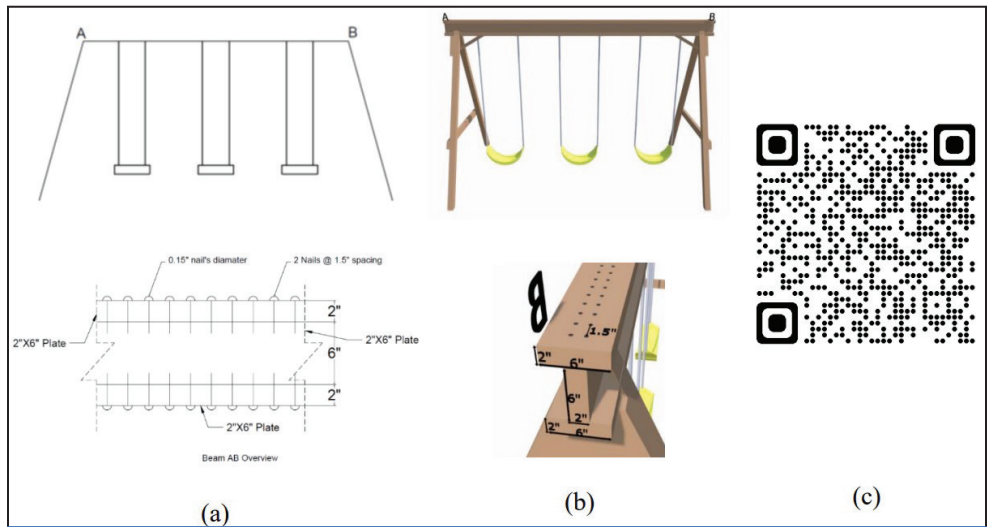 A
B
0.15" nail's diamater
2 Nails @ 1.5" spacing
2"X6" Plate
2"
6"
2"
2"X6" Plate
2"X6" Plate
Beam AB Overview
(a)
A
B
B
1.5"
2"
6"
6"
2"
2"
6"
(b)
(c)